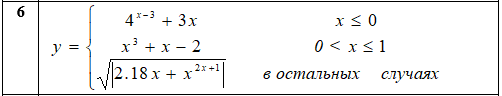 6
y = { 4^{x-3} + 3x    x ≤ 0
x^3 + x − 2    0 < x ≤ 1
√|2.18x + x^{2x+1}|    в остальных случаях